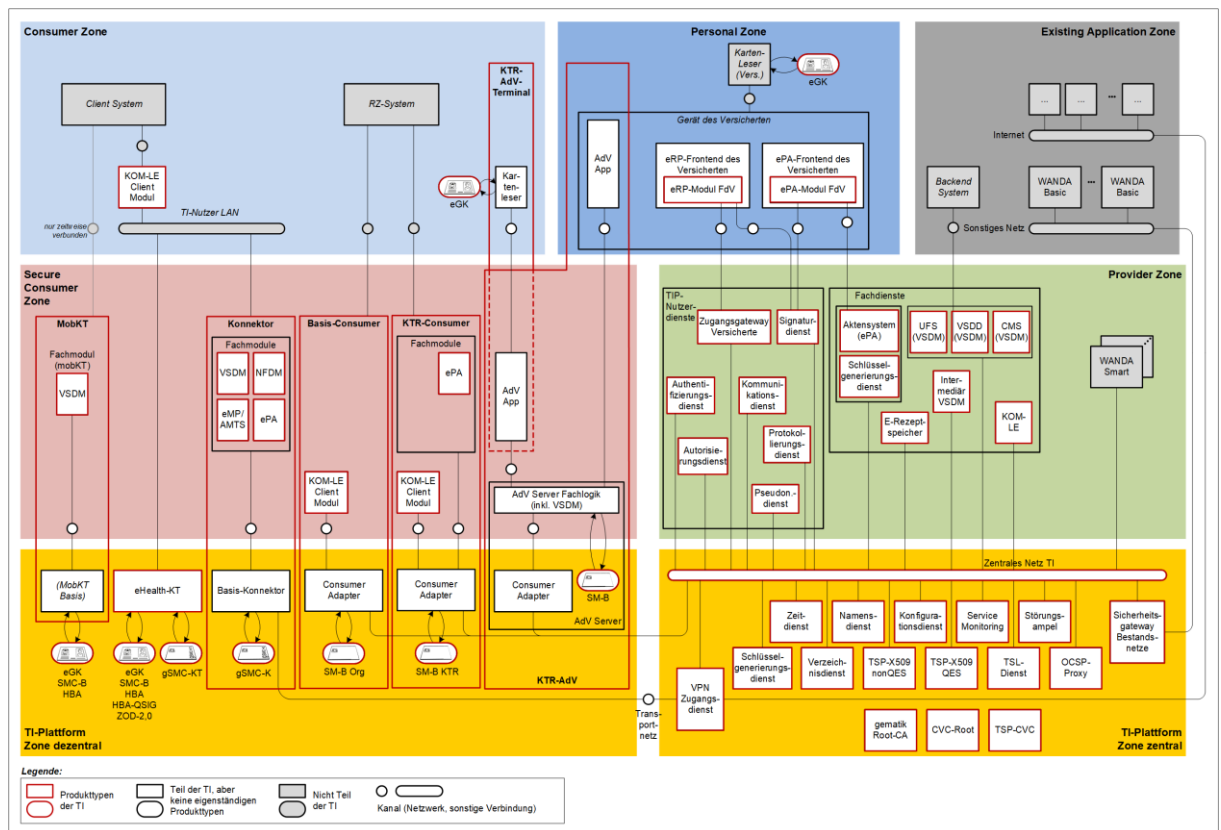 Consumer Zone
Client System
RZ-System
KTR-
AdV-
Terminal
KOM-LE
Client
Modul
eGK
Kar-
ten-
leser
nur zeitweise
verbunden
TI-Nutzer LAN
Personal Zone
Karten-
Leser
(Vers.)
eGK
Gerät des Versicherten
AdV
App
eRP-Frontend des
Versicherten
eRP-Modul FdV
ePA-Frontend des
Versicherten
ePA-Modul FdV
Existing Application Zone
...
...
...
...
Internet
Backend
System
WANDA
Basic
...
WANDA
Basic
Sonstiges Netz
Secure
Consumer
Zone
MobKT
Fachmodul
(mobKT)
VSDM
Konnektor
Fachmodule
VSDM
NFDM
eMP/
AMTS
ePA
Basis-Consumer
KOM-LE
Client
Modul
KTR-Consumer
Fachmodule
ePA
KOM-LE
Client
Modul
AdV
App
AdV Server Fachlogik
(inkl. VSDM)
Provider Zone
TIP-
Nutzer-
dienste
Zugangsgateway
Versicherte
Signatur-
dienst
Authenti-
fizierungs-
dienst
Kommuni-
kations-
dienst
Autorisie-
rungsdienst
Protokol-
lierungs-
dienst
Pseudon.-
dienst
Fachdienste
Aktensystem
(ePA)
Schlüssel-
generierungs-
dienst
UFS
(VSDM)
VSDD
(VSDM)
CMS
(VSDM)
Inter-
mediär
VSDM
E-Rezept-
speicher
KOM-
LE
WANDA
Smart
(MobKT
Basis)
eHealth-KT
Basis-Konnektor
Consumer
Adapter
Consumer
Adapter
Consumer
Adapter
SM-B
AdV Server
eGK
SMC-B
HBA
eGK
SMC-B
HBA
HBA-QSIG
ZOD-2,0
gSMC-KT
gSMC-K
SM-B Org
SM-B KTR
KTR-AdV
TI-Plattform
Zone dezentral
Trans-
port-
netz
Zentrales Netz TI
Zeit-
dienst
Namens-
dienst
Konfigu-
rationsdienst
Service
Monitoring
Störungs-
ampel
Sicherheits-
gateway
Bestands-
netze
Schlüssel-
generierungs-
dienst
Verzeich-
nisdienst
TSP-X509
nonQES
TSP-X509
QES
TSL-
Dienst
OCSP-
Proxy
VPN
Zugangs-
dienst
gematik
Root-CA
CVC-Root
TSP-CVC
TI-Plattform
Zone zentral
Legende:
Produkttypen
der TI
Teil der TI, aber
keine eigenständigen
Produkttypen
Nicht Teil
der TI
Kanal (Netzwerk, sonstige Verbindung)